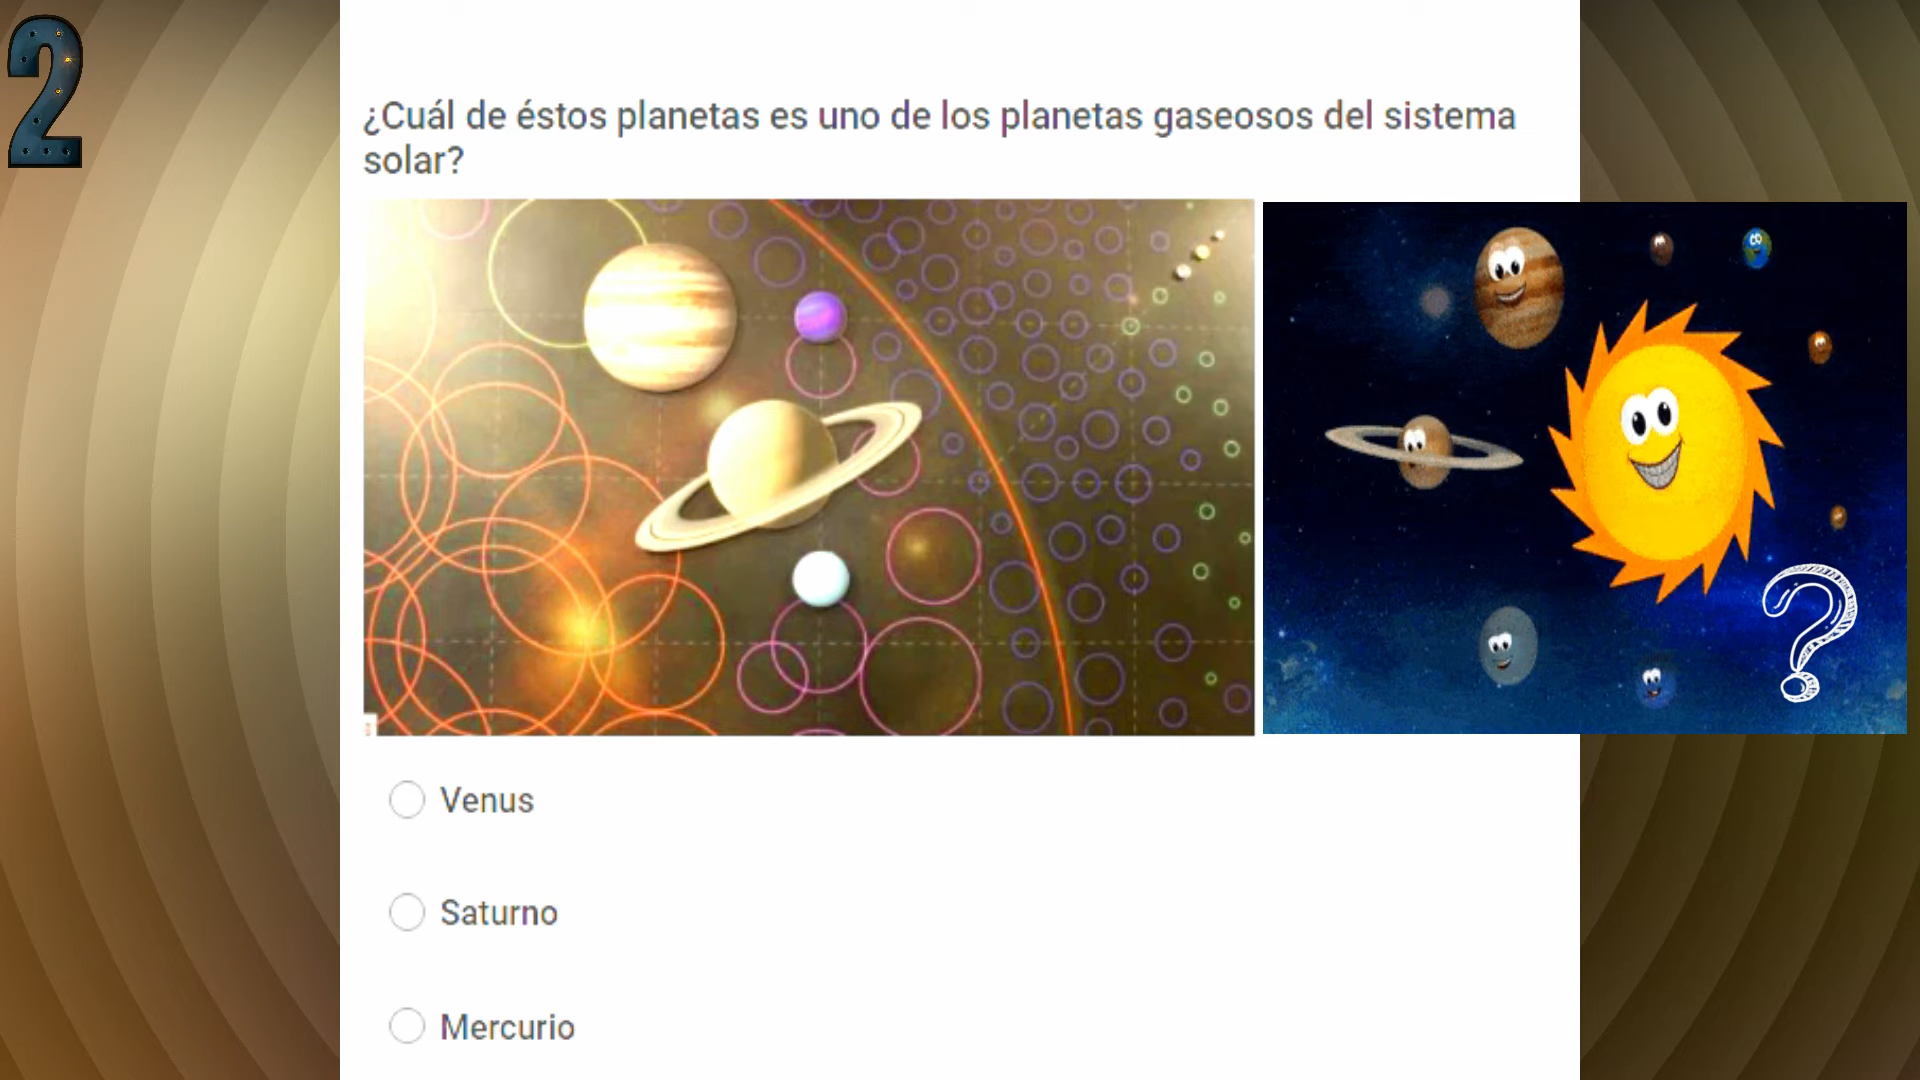 2
¿Cuál de éstos planetas es uno de los planetas gaseosos del sistema
solar?
?
Venus
Saturno
Mercurio